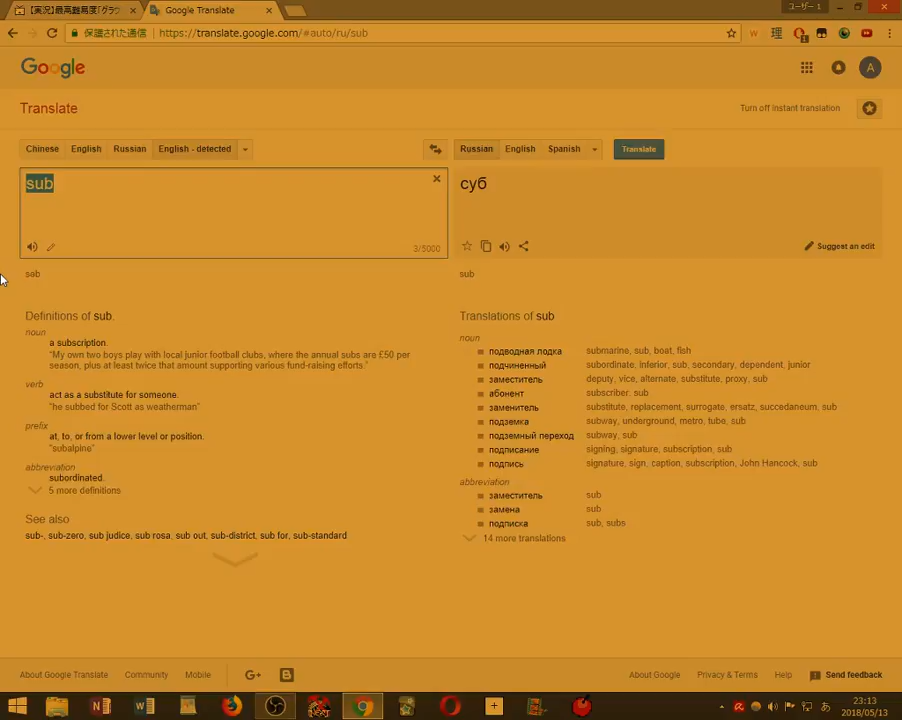 【実況】最高難易度「グラウ
Google Translate
ユーザー 1
保護された通信
https://translate.google.com/#auto/ru/sub
理
1
Google
A
Translate
Turn off instant translation
Chinese English Russian English - detected
Russian English Spanish Translate
sub
суб
3/5000
Suggest an edit
səb
sub
Definitions of sub.
noun
a subscription.
"My own two boys play with local junior football clubs, where the annual subs are £50 per
season, plus at least twice that amount supporting various fund-raising efforts."
verb
act as a substitute for someone.
"he subbed for Scott as weatherman"
prefix
at, to, or from a lower level or position.
"subalpine"
abbreviation
subordinated.
5 more definitions
See also
sub-, sub-zero, sub judice, sub rosa, sub out, sub-district, sub for, sub-standard
Translations of sub
noun
подводная лодка submarine, sub, boat, fish
подчиненный subordinate, inferior, sub, secondary, dependent, junior
заместитель deputy, vice, alternate, substitute, proxy, sub
абонент subscriber, sub
заменитель substitute, replacement, surrogate, ersatz, succedaneum, sub
подземка subway, underground, metro, tube, sub
подземный переход subway, sub
подписание signing, signature, subscription, sub
подпись signature, sign, caption, subscription, John Hancock, sub
abbreviation
заместитель sub
замена sub
подписка sub, subs
14 more translations
About Google Translate Community Mobile G+
About Google Privacy & Terms Help Send feedback
あ
23:13
2018/05/13